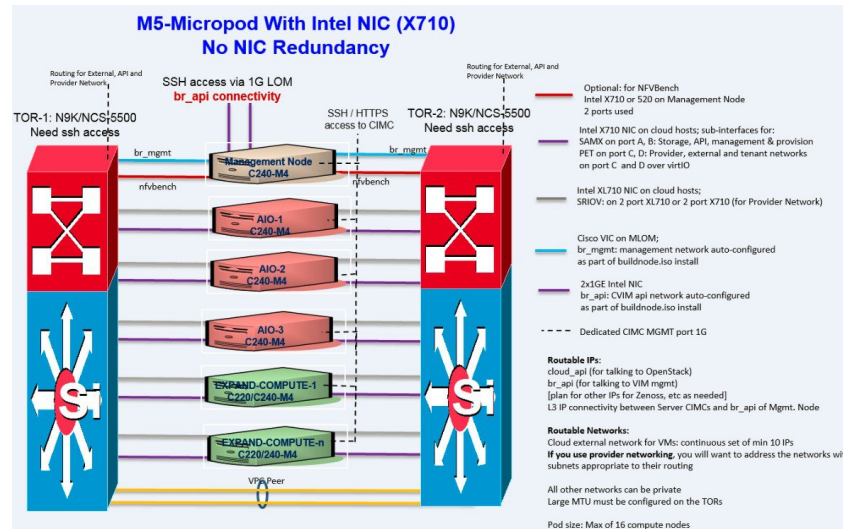 M5-Micropod With Intel NIC (X710)
No NIC Redundancy
Routing for External, API and
Provider Network
SSH access via 1G LOM
br_api connectivity
SSH / HTTPS
access to CIMC
Routing for External, API and
Provider Network
TOR-1: N9K/NCS-5500
Need ssh access
TOR-2: N9K/NCS-5500
Need ssh access
br_mgmt
br_mgmt
Management Node
C240-M4
nfvbench
nfvbench
AIO-1
C240-M4
AIO-2
C240-M4
AIO-3
C240-M4
EXPAND-COMPUTE-1
C220/C240-M4
EXPAND-COMPUTE-n
C220/240-M4
Si
Si
VPC Peer
Optional: for NFVBench
Intel X710 or 520 on Management Node
2 ports used
Intel X710 NIC on cloud hosts; sub-interfaces for:
SAMX on port A, B: Storage, API, management & provision
PET on port C, D: Provider, external and tenant networks
on port C and D over virtIO
Intel XL710 NIC on cloud hosts;
SRIOV: on 2 port XL710 or 2 port X710 (for Provider Network)
Cisco VIC on MLOM;
br_mgmt: management network auto-configured
as part of buildnode.iso install
2x1GE Intel NIC
br_api: CVIM api network auto-configured
as part of buildnode.iso install
Dedicated CIMC MGMT port 1G
Routable IPs:
cloud_api (for talking to OpenStack)
br_api (for talking to VIM mgmt)
[plan for other IPs for Zenoss, etc as needed]
L3 IP connectivity between Server CIMCs and br_api of Mgmt. Node
Routable Networks:
Cloud external network for VMs: continuous set of min 10 IPs
If you use provider networking, you will want to address the networks wi
subnets appropriate to their routing
All other networks can be private
Large MTU must be configured on the TORs
Pod size: Max of 16 compute nodes